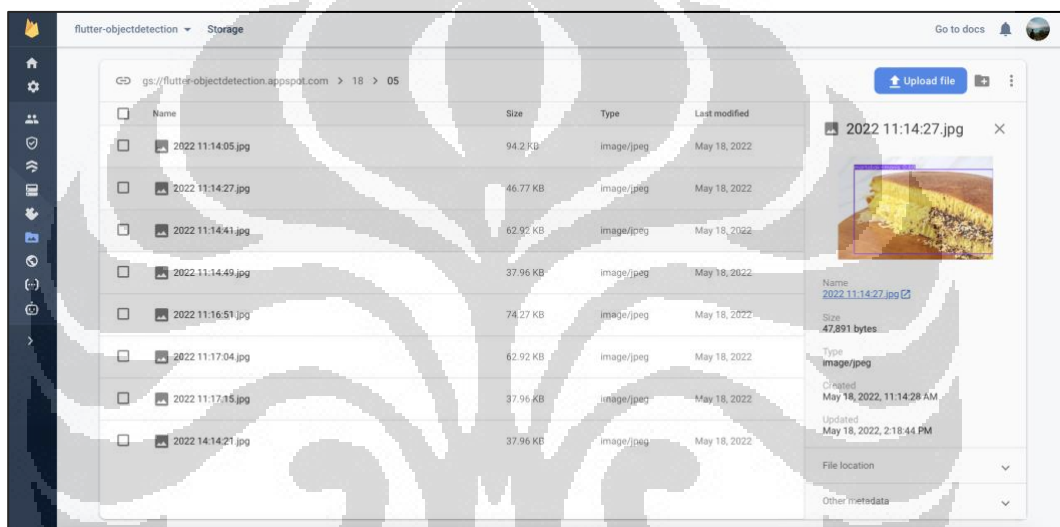 flutter-objectdetection Storage Go to docs
gs://flutter-objectdetection.appspot.com > 18 > 05 Upload file
Name Size Type Last modified
2022 11:14:05.jpg 94.2 KB image/jpeg May 18, 2022
2022 11:14:27.jpg 46.77 KB image/jpeg May 18, 2022
2022 11:14:41.jpg 62.92 KB image/jpeg May 18, 2022
2022 11:14:49.jpg 37.96 KB image/jpeg May 18, 2022
2022 11:16:51.jpg 74.27 KB image/jpeg May 18, 2022
2022 11:17:04.jpg 62.92 KB image/jpeg May 18, 2022
2022 11:17:15.jpg 37.96 KB image/jpeg May 18, 2022
2022 14:14:21.jpg 37.96 KB image/jpeg May 18, 2022
2022 11:14:27.jpg
Name
2022 11:14:27.jpg
Size
47,891 bytes
Type
image/jpeg
Created
May 18, 2022, 11:14:28 AM
Updated
May 18, 2022, 2:18:44 PM
File location
Other metadata